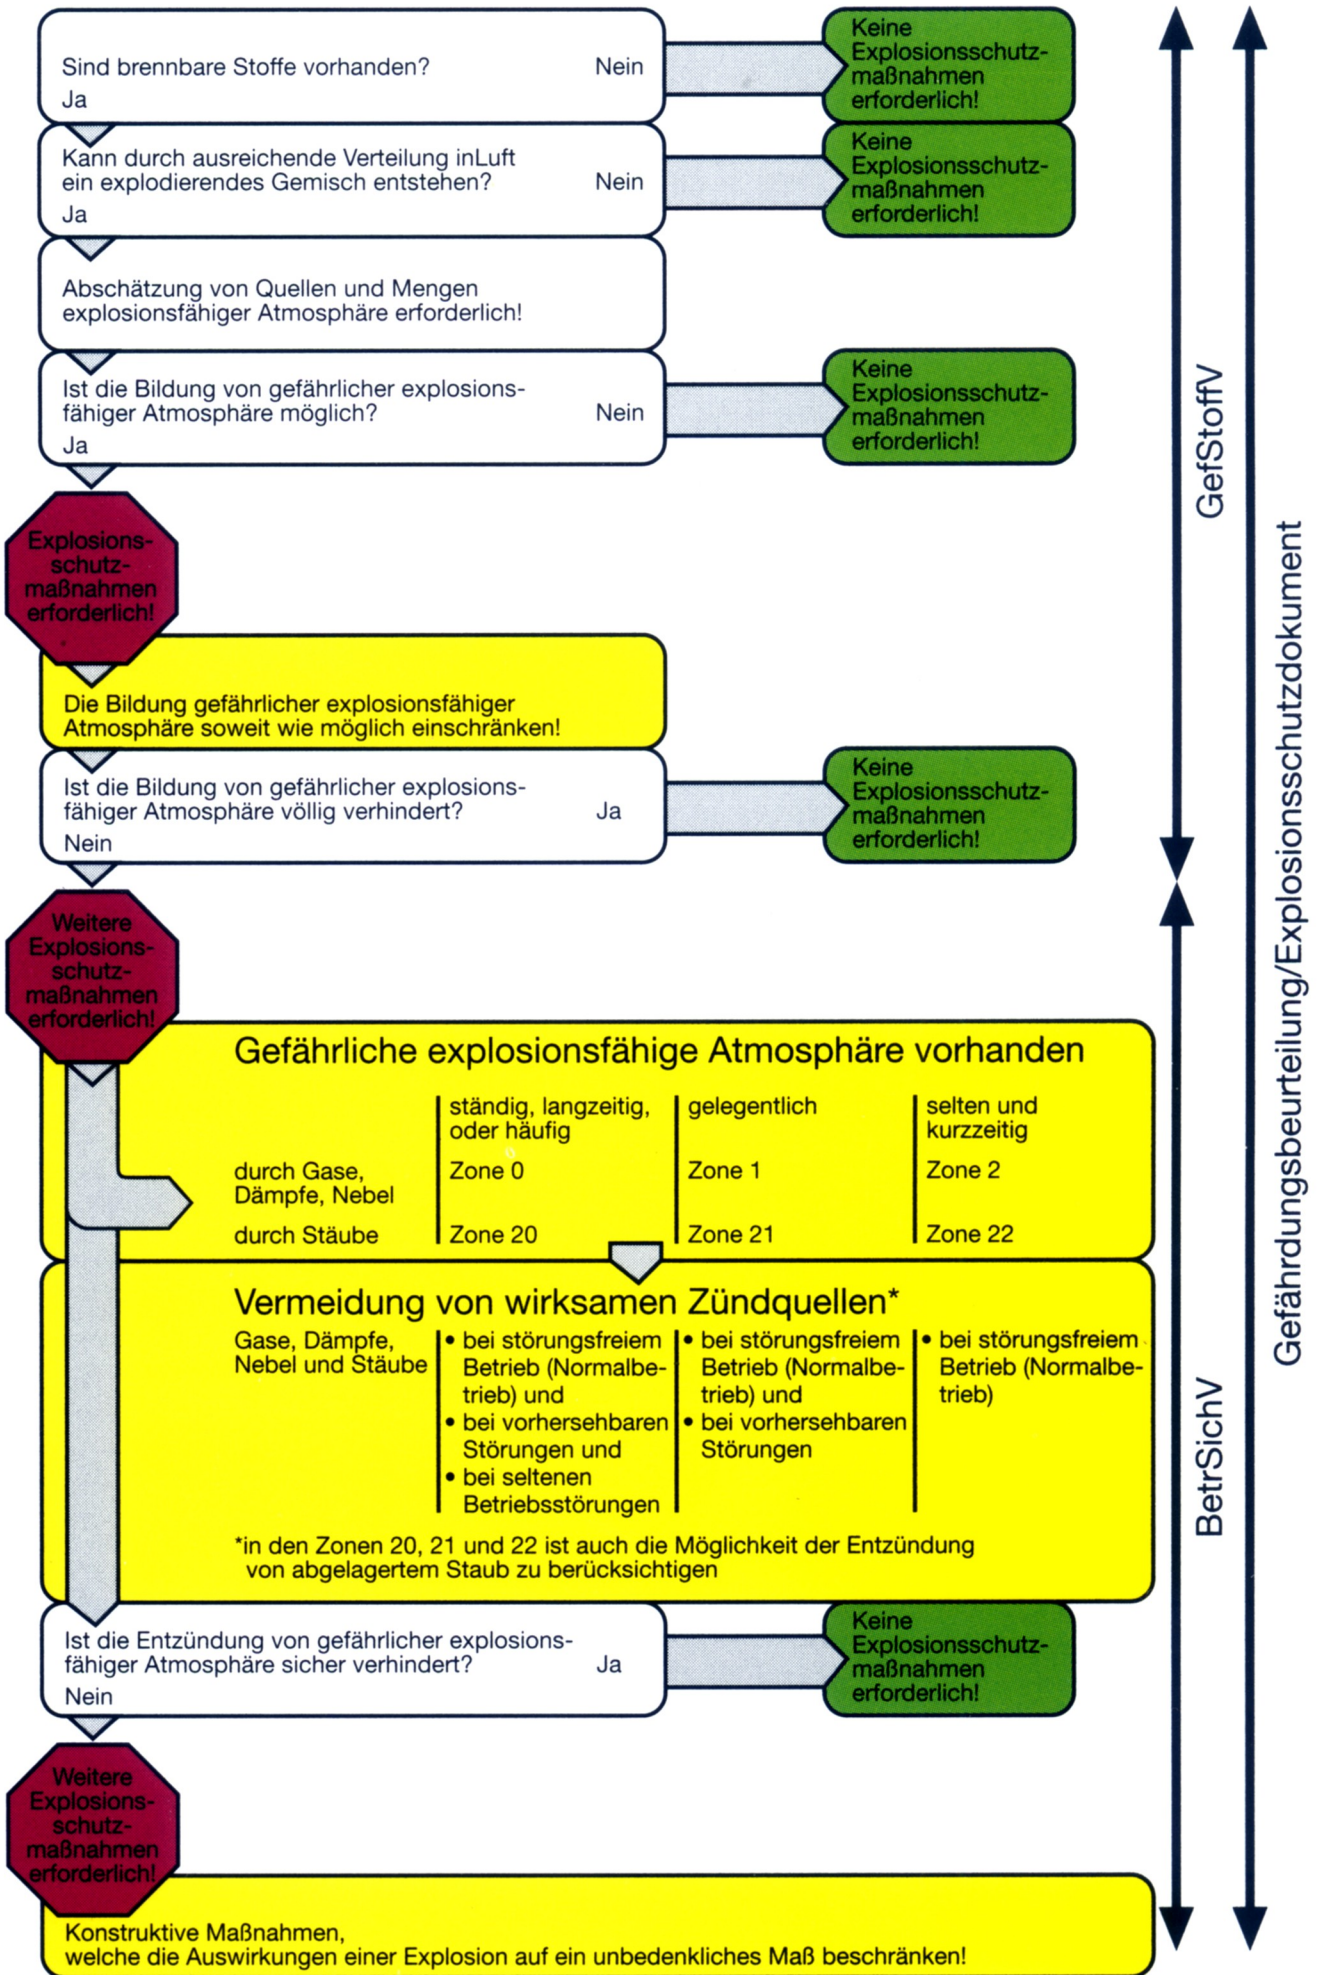 Sind brennbare Stoffe vorhanden? Nein
Ja
Keine
Explosionsschutz-
maßnahmen
erforderlich!
Kann durch ausreichende Verteilung inLuft
ein explodierendes Gemisch entstehen? Nein
Ja
Keine
Explosionsschutz-
maßnahmen
erforderlich!
Abschätzung von Quellen und Mengen
explosionsfähiger Atmosphäre erforderlich!
Ist die Bildung von gefährlicher explosions-
fähiger Atmosphäre möglich? Nein
Ja
Keine
Explosionsschutz-
maßnahmen
erforderlich!
Explosions-
schutz-
maßnahmen
erforderlich!
Die Bildung gefährlicher explosionsfähiger
Atmosphäre soweit wie möglich einschränken!
Ist die Bildung von gefährlicher explosions-
fähiger Atmosphäre völlig verhindert? Ja
Nein
Keine
Explosionsschutz-
maßnahmen
erforderlich!
Weitere
Explosions-
schutz-
maßnahmen
erforderlich!
Gefährliche explosionsfähige Atmosphäre vorhanden
ständig, langzeitig,
oder häufig
gelegentlich
selten und
kurzzeitig
durch Gase,
Dämpfe, Nebel
Zone 0
Zone 1
Zone 2
durch Stäube
Zone 20
Zone 21
Zone 22
Vermeidung von wirksamen Zündquellen*
Gase, Dämpfe,
Nebel und Stäube
• bei störungsfreiem
Betrieb (Normalbe-
trieb) und
• bei vorhersehbaren
Störungen und
• bei seltenen
Betriebsstörungen
• bei störungsfreiem
Betrieb (Normalbe-
trieb) und
• bei vorhersehbaren
Störungen
• bei störungsfreiem
Betrieb (Normalbe-
trieb)
*in den Zonen 20, 21 und 22 ist auch die Möglichkeit der Entzündung
von abgelagertem Staub zu berücksichtigen
Ist die Entzündung von gefährlicher explosions-
fähiger Atmosphäre sicher verhindert? Ja
Nein
Keine
Explosionsschutz-
maßnahmen
erforderlich!
Weitere
Explosions-
schutz-
maßnahmen
erforderlich!
Konstruktive Maßnahmen,
welche die Auswirkungen einer Explosion auf ein unbedenkliches Maß beschränken!
GefStoffV
BetrSichV
Gefährdungsbeurteilung/Explosionsschutzdokument